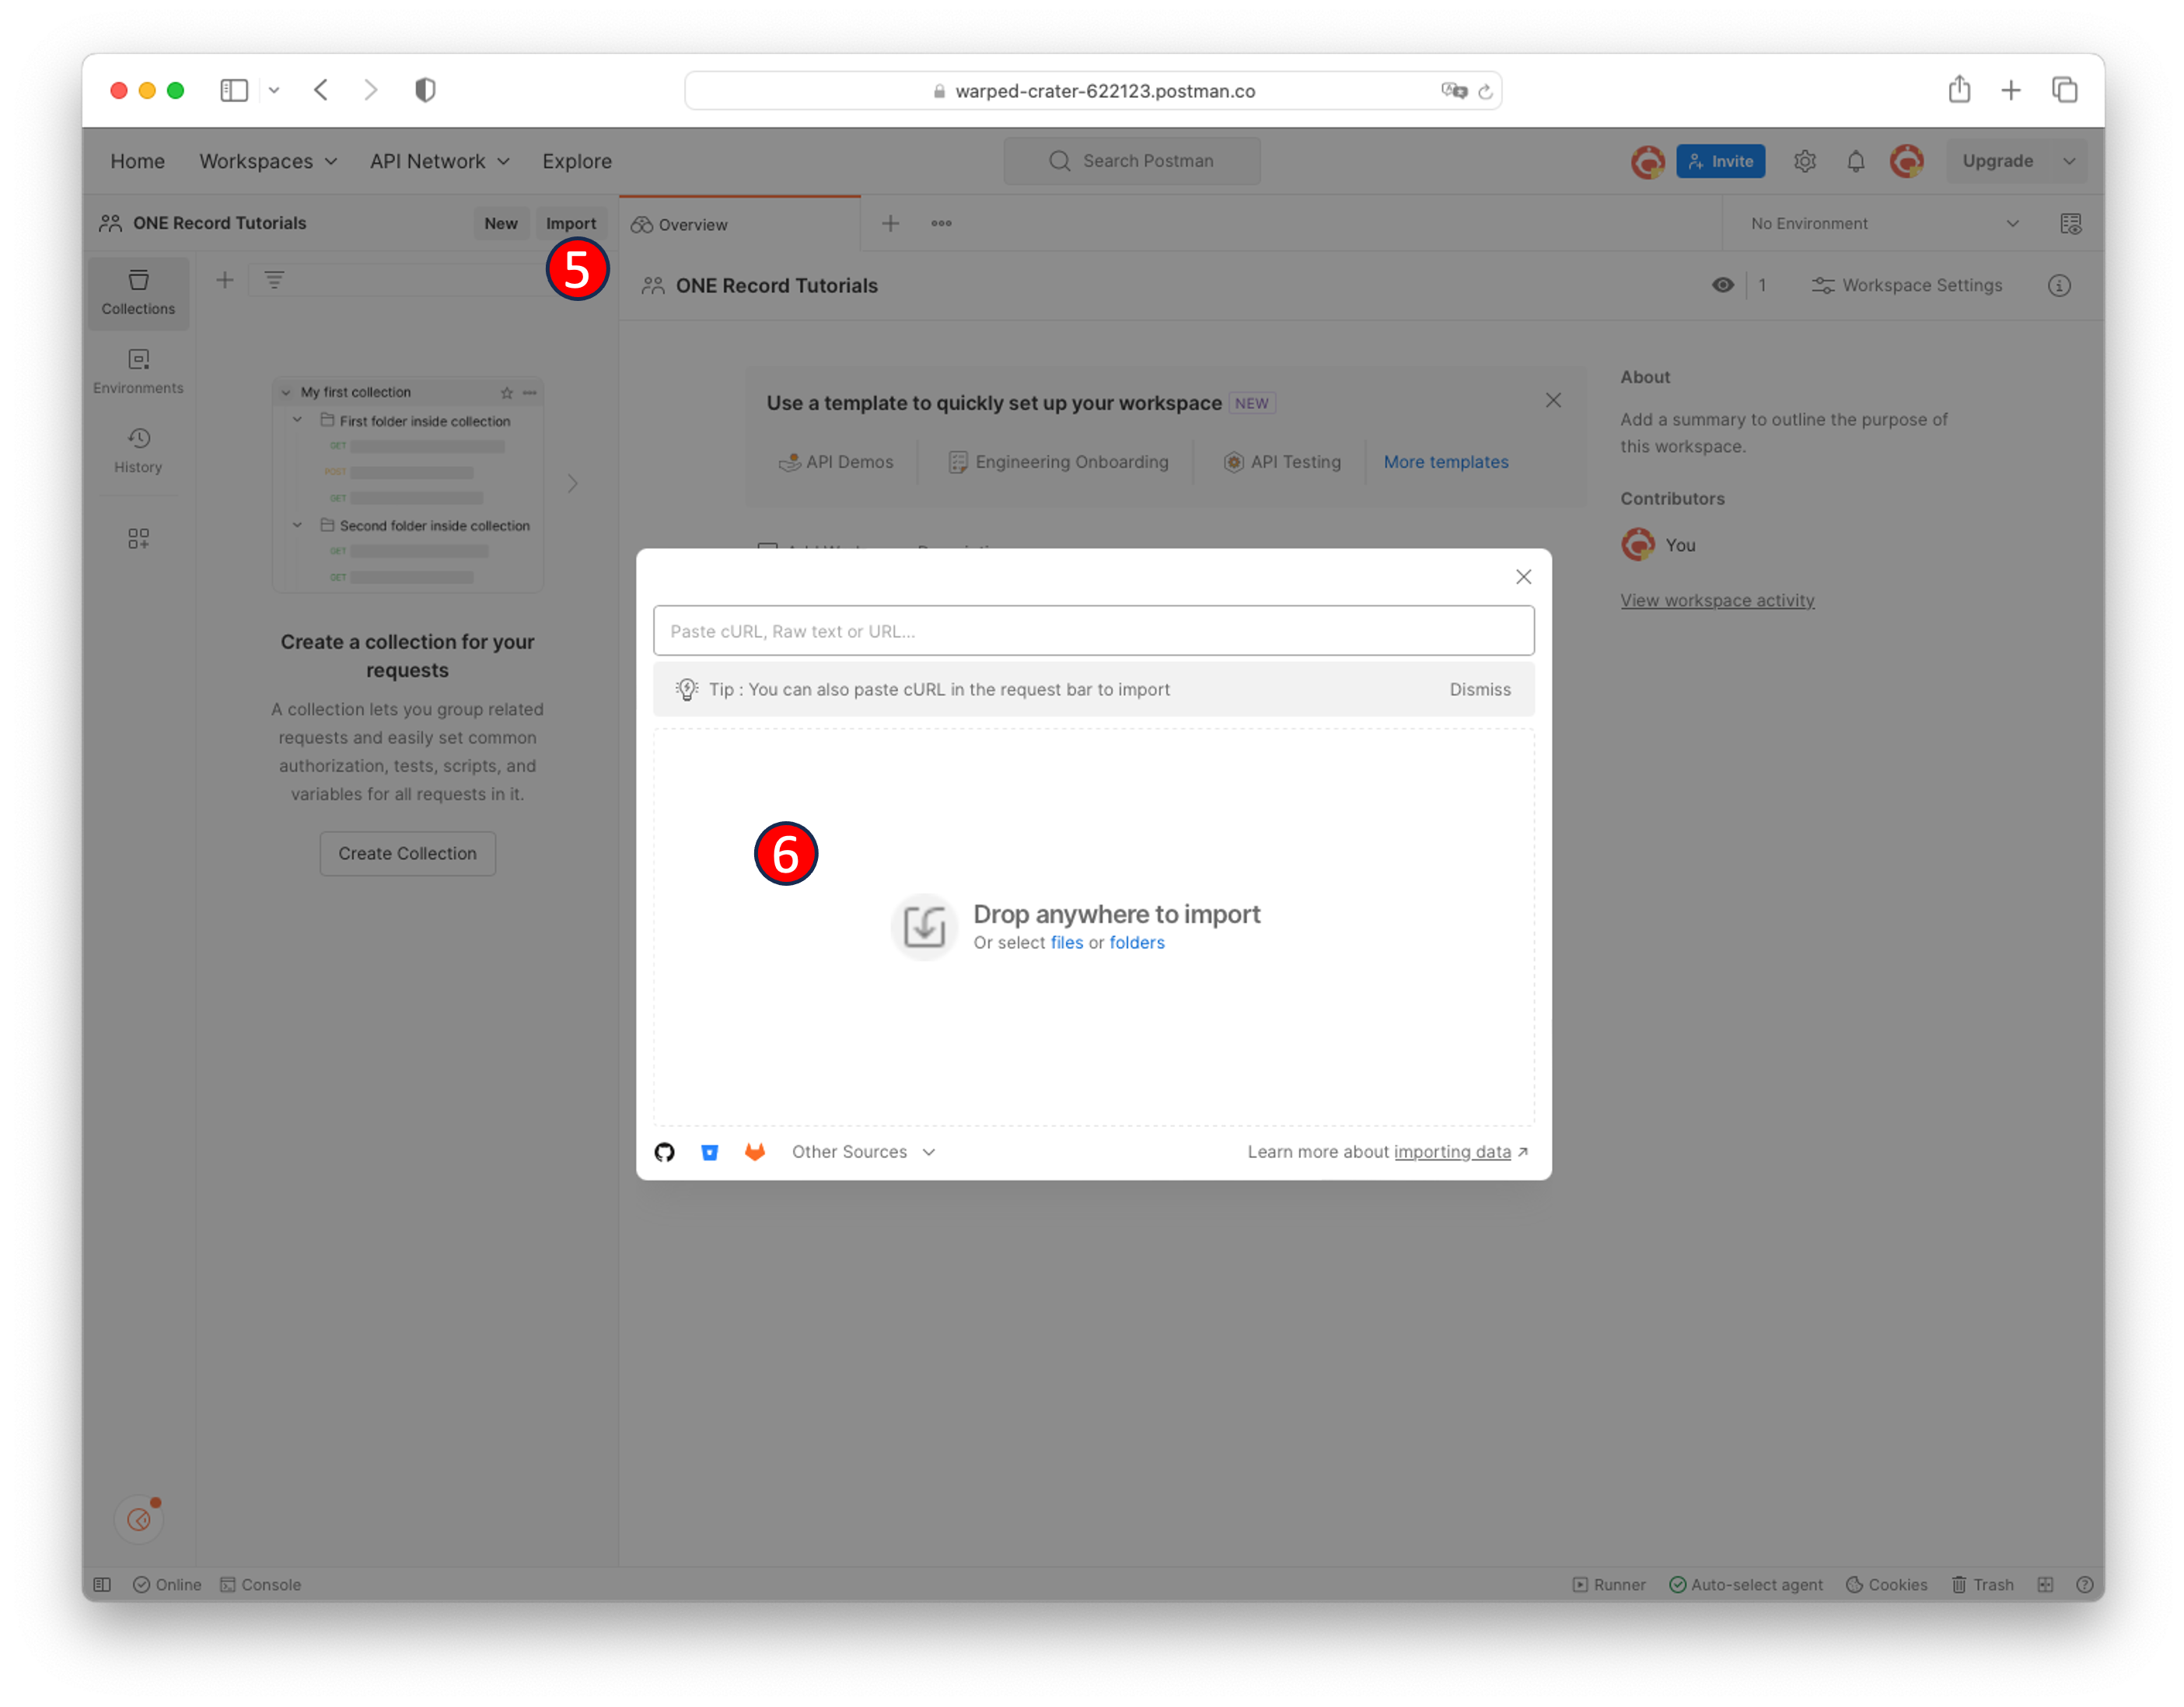 warped-crater-622123.postman.co
Home Workspaces API Network Explore Search Postman Invite Upgrade
ONE Record Tutorials New Import Overview No Environment
5
Collections
ONE Record Tutorials 1 Workspace Settings
Environments
History
My first collection
First folder inside collection
GET
POST
GET
Second folder inside collection
GET
GET
Create a collection for your
requests
A collection lets you group related
requests and easily set common
authorization, tests, scripts, and
variables for all requests in it.
Create Collection
Use a template to quickly set up your workspace NEW
API Demos Engineering Onboarding API Testing More templates
About
Add a summary to outline the purpose of
this workspace.
Contributors
You
View workspace activity
Paste cURL, Raw text or URL...
Tip : You can also paste cURL in the request bar to import Dismiss
6
Drop anywhere to import
Or select files or folders
Other Sources Learn more about importing data
Online Console Runner Auto-select agent Cookies Trash